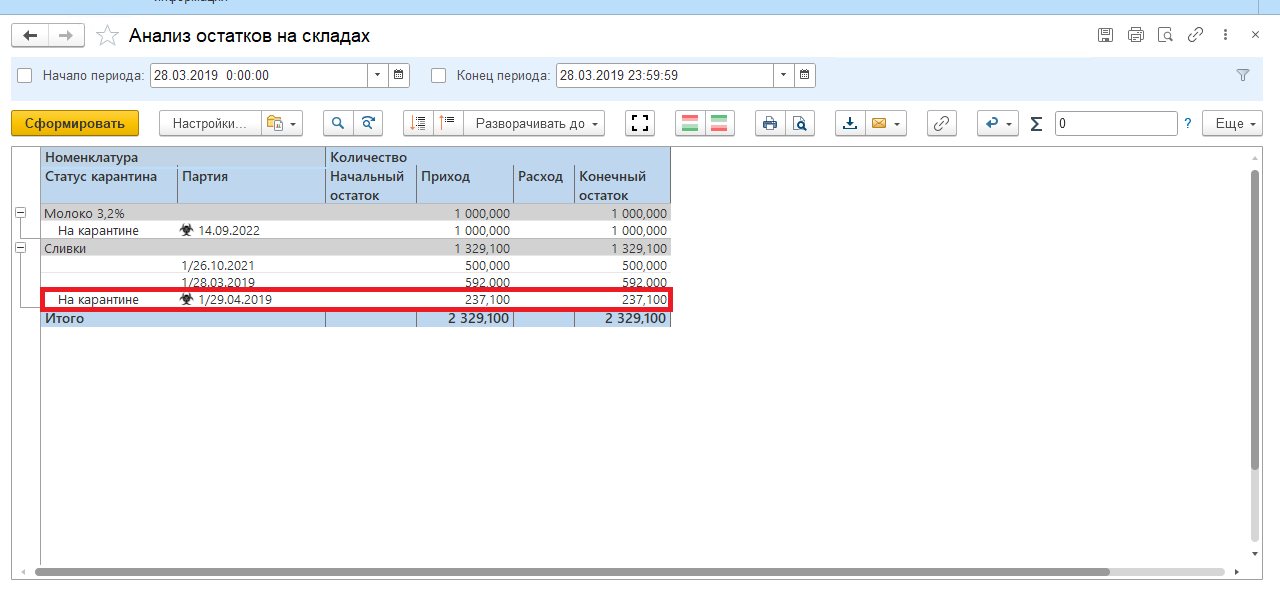 Анализ остатков на складах
Начало периода: 28.03.2019 0:00:00 Конец периода: 28.03.2019 23:59:59
Сформировать Настройки... Разворачивать до Σ 0 ? Еще
Номенклатура Количество
Статус карантина Партия Начальный остаток Приход Расход Конечный остаток
Молоко 3,2% 1 000,000 1 000,000
На карантине 14.09.2022 1 000,000 1 000,000
Сливки 1 329,100 1 329,100
1/26.10.2021 500,000 500,000
1/28.03.2019 592,000 592,000
На карантине 1/29.04.2019 237,100 237,100
Итого 2 329,100 2 329,100